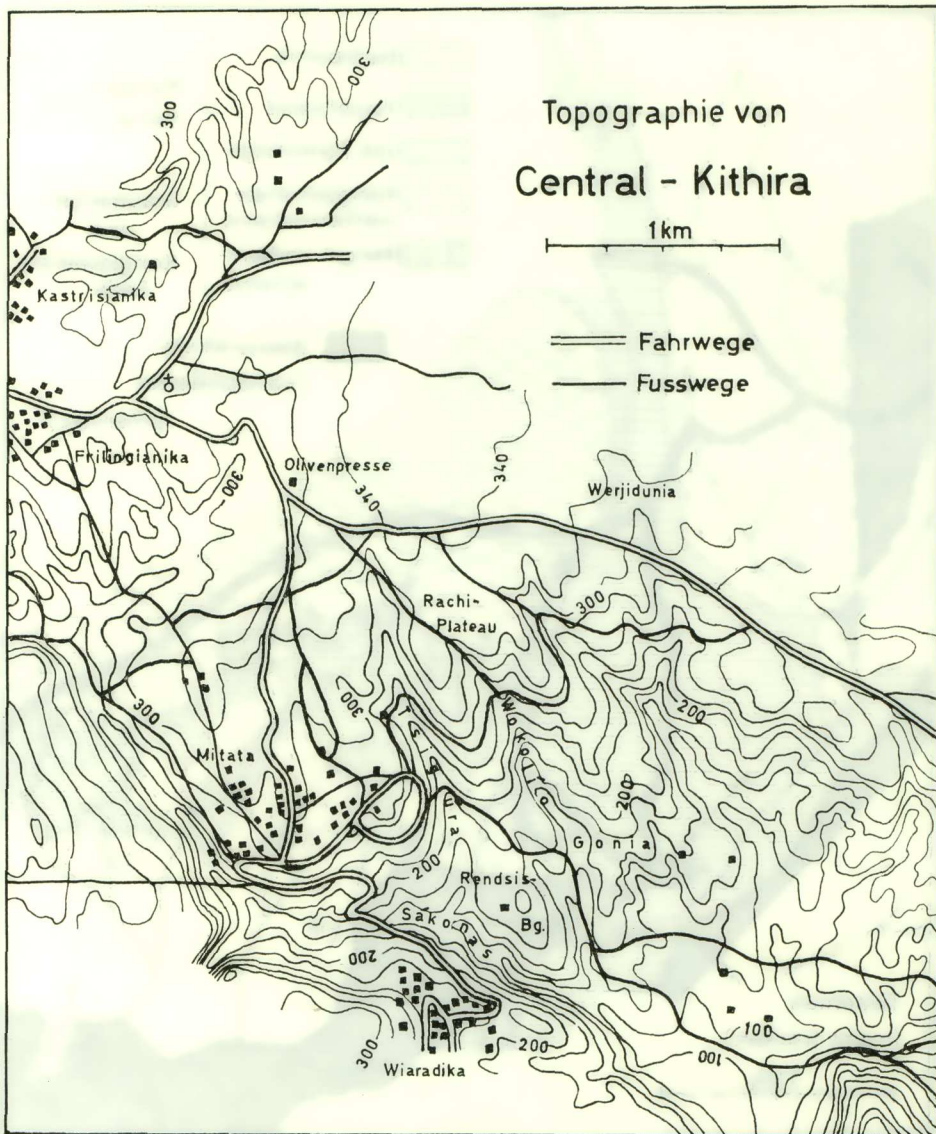 Topographie von
Central - Kithira
1km
Fahrwege
Fusswege
300
300
Kastrisianika
Frilingianika
300
Olivenpresse
340
340
Werjidunia
Rachi-
Plateau
300
300
300
200
Mitata
Tsigura
Wokolto
200
Gonia
200
Rendsis-
Bg.
Sakonas
200
300
200
Wiaradika
100
100